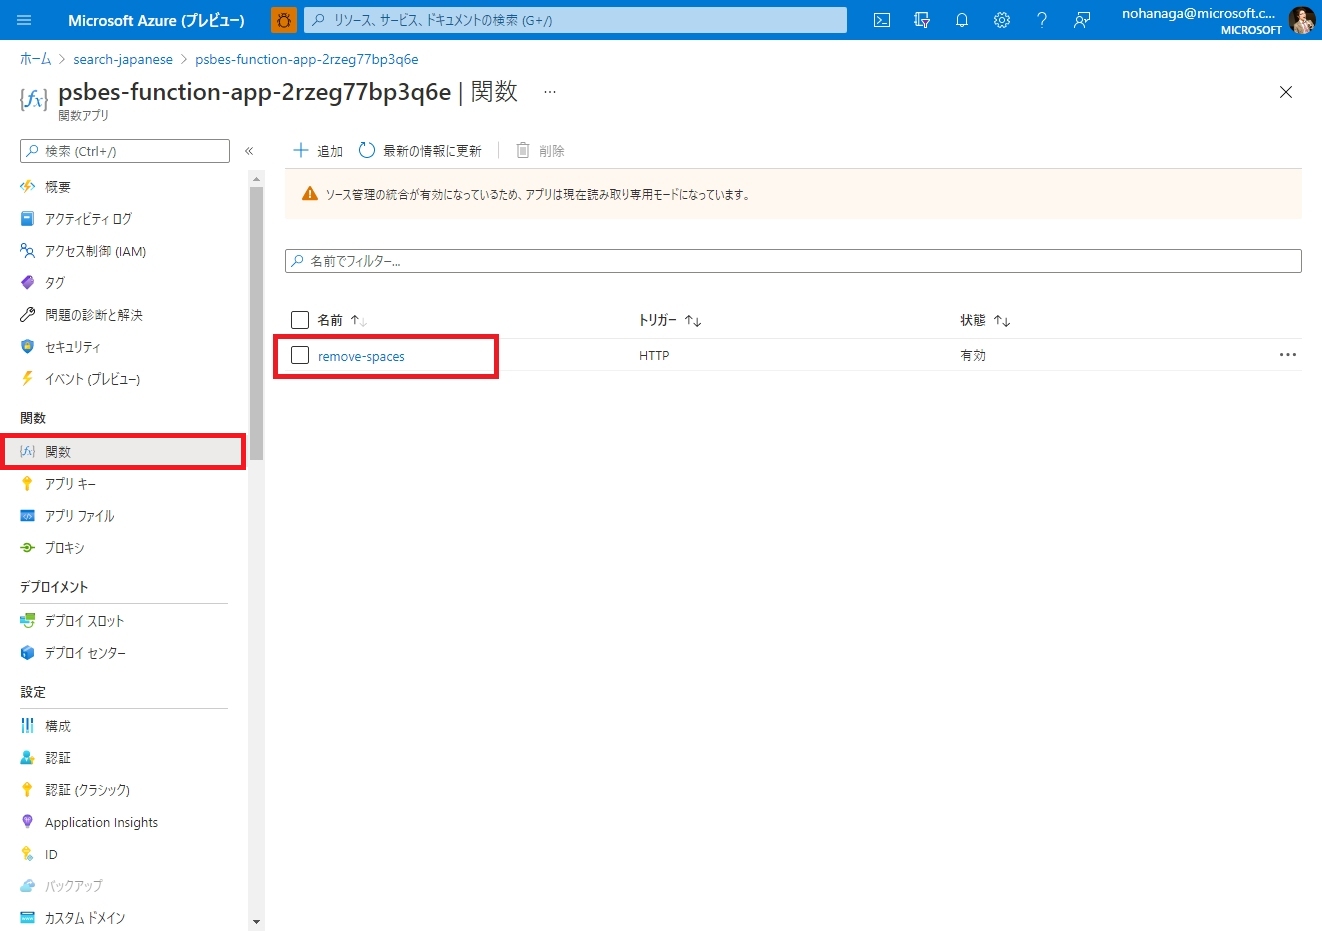 Microsoft Azure (プレビュー)
リソース、サービス、ドキュメントの検索 (G+/)
nohanaga@microsoft.c...
MICROSOFT
ホーム > search-japanese > psbes-function-app-2rzeg77bp3q6e
{fx} psbes-function-app-2rzeg77bp3q6e | 関数 ...
関数アプリ
検索 (Ctrl+/) «
追加 最新の情報に更新 削除
ソース管理の統合が有効になっているため、アプリは現在読み取り専用モードになっています。
名前でフィルター...
名前 ↑↓ トリガー ↑↓ 状態 ↑↓
remove-spaces HTTP 有効 ...
概要
アクティビティ ログ
アクセス制御 (IAM)
タグ
問題の診断と解決
セキュリティ
イベント (プレビュー)
関数
{fx} 関数
アプリ キー
アプリ ファイル
プロキシ
デプロイメント
デプロイ スロット
デプロイ センター
設定
構成
認証
認証 (クラシック)
Application Insights
ID
バックアップ
カスタム ドメイン